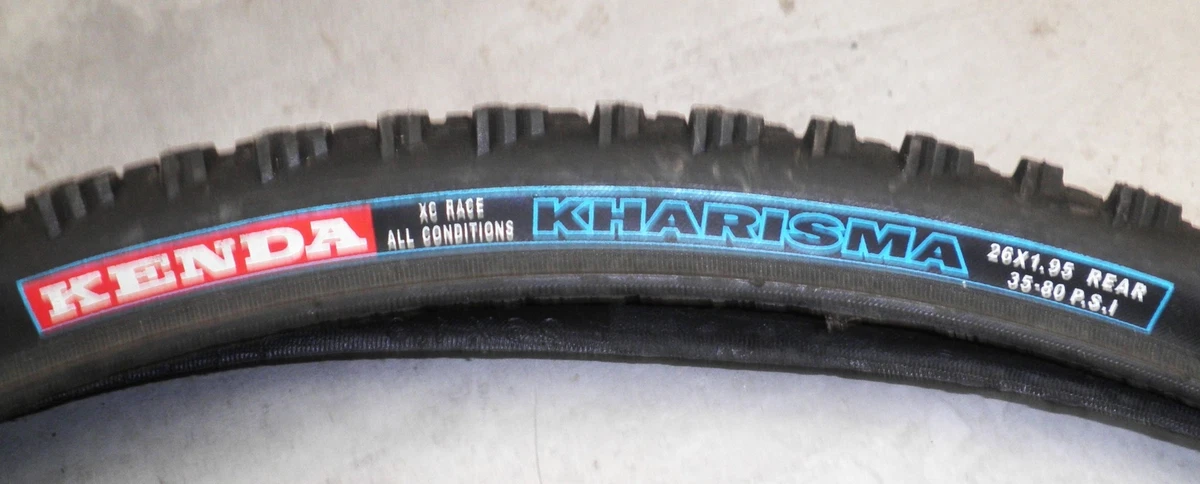 KENDA
XC RACE
ALL CONDITIONS
KHARISMA
26X1.95 REAR
35-80 P.S.I